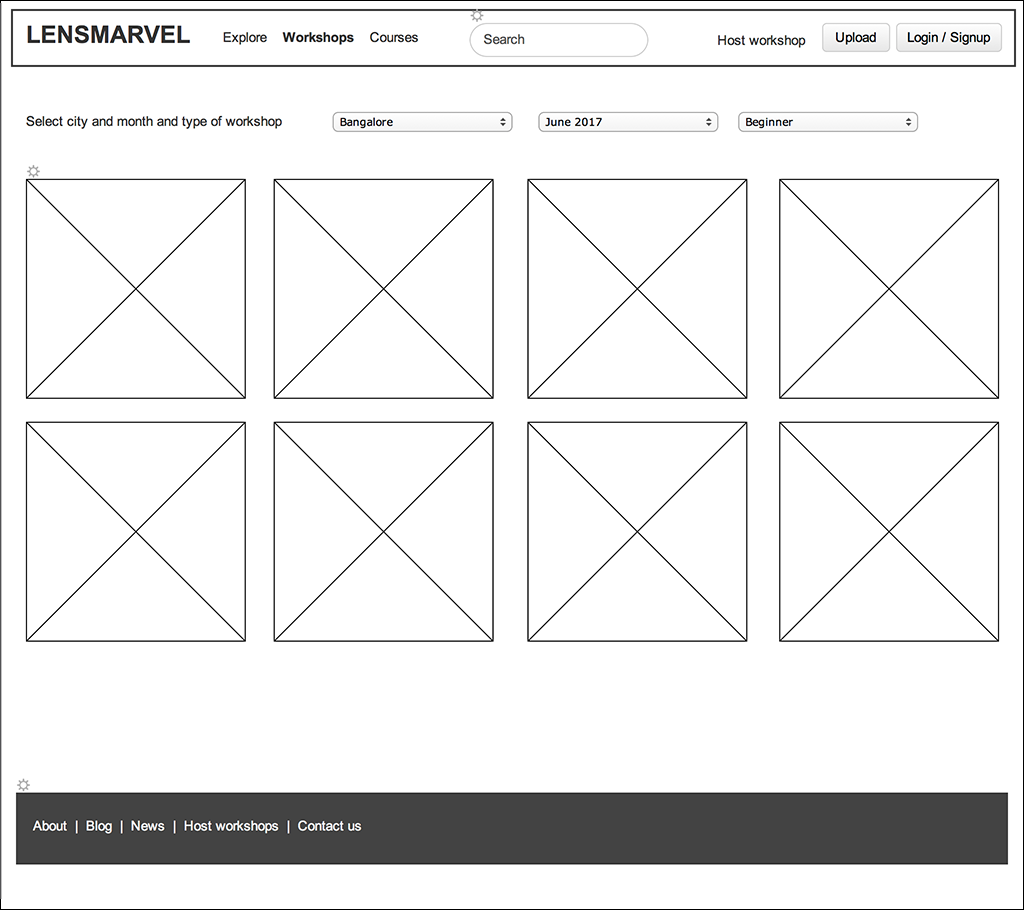 LENSMARVEL Explore Workshops Courses Search Host workshop Upload Login / Signup
Select city and month and type of workshop Bangalore June 2017 Beginner
About | Blog | News | Host workshops | Contact us